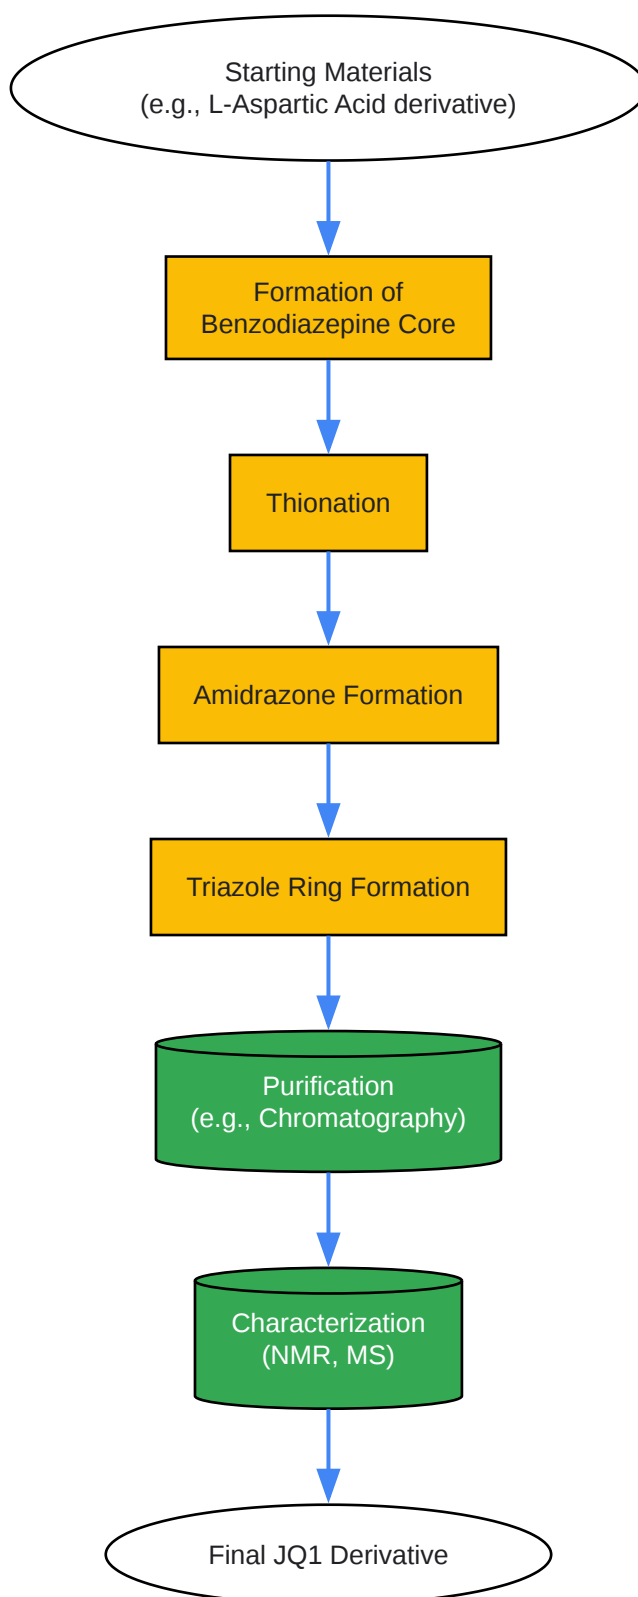 Starting Materials
(e.g., L-Aspartic Acid derivative)
Formation of
Benzodiazepine Core
Thionation
Amidrazone Formation
Triazole Ring Formation
Purification
(e.g., Chromatography)
Characterization
(NMR, MS)
Final JQ1 Derivative